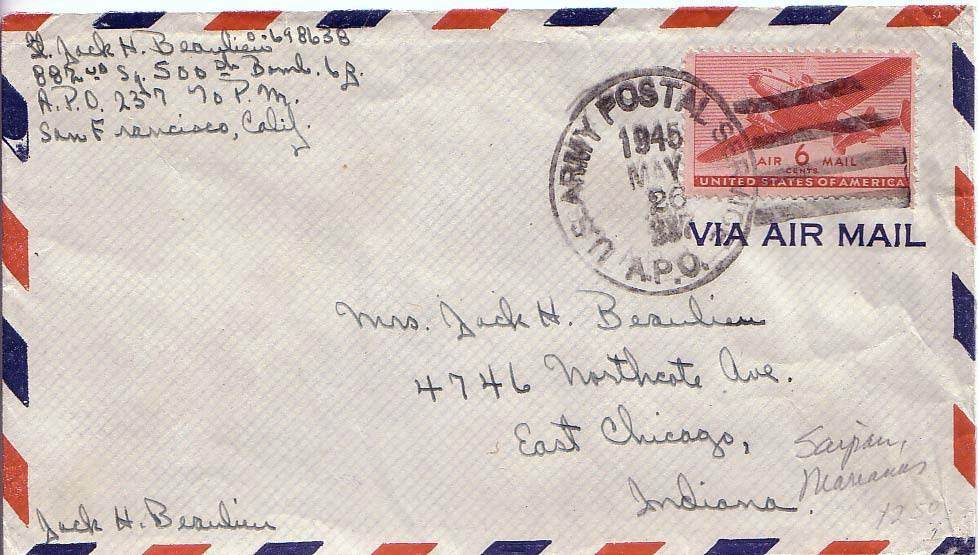 Lt. Jack H. Beaulieu O-698638
882nd Sq. 500th Bomb. Gp.
A.P.O. 237 % P.M.
San Francisco, Calif.
U.S. ARMY POSTAL SERVICE
1945
MAY
26
A.P.O.
AIR 6 MAIL
CENTS
UNITED STATES OF AMERICA
VIA AIR MAIL
Mrs. Jack H. Beaulieu
4746 Northcote Ave.
East Chicago,
Indiana.
Saipan,
Marianas
Jack H. Beaulieu